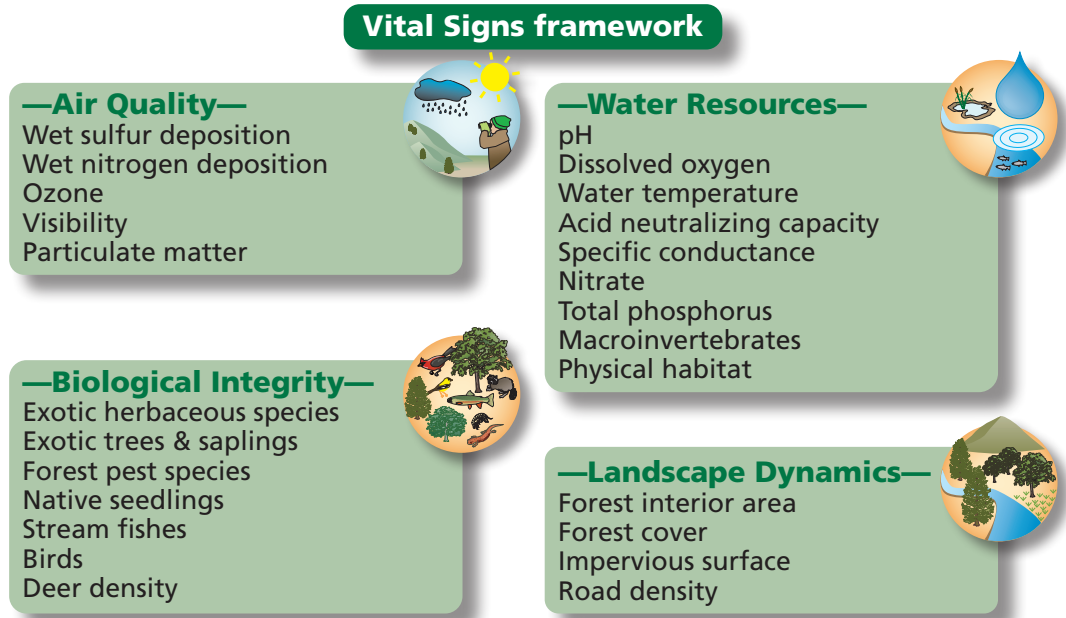 Vital Signs framework
—Air Quality—
Wet sulfur deposition
Wet nitrogen deposition
Ozone
Visibility
Particulate matter
—Water Resources—
pH
Dissolved oxygen
Water temperature
Acid neutralizing capacity
Specific conductance
Nitrate
Total phosphorus
Macroinvertebrates
Physical habitat
—Biological Integrity—
Exotic herbaceous species
Exotic trees & saplings
Forest pest species
Native seedlings
Stream fishes
Birds
Deer density
—Landscape Dynamics—
Forest interior area
Forest cover
Impervious surface
Road density